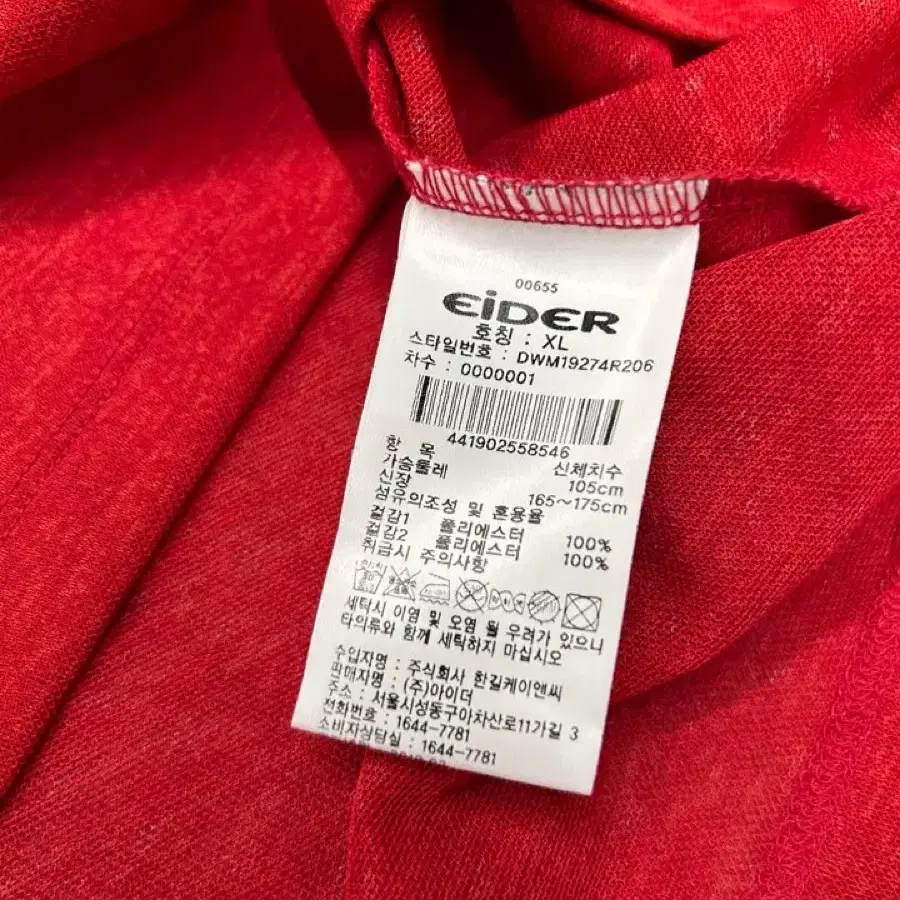 00655
EiDER
호칭 : XL
스타일번호 : DWM19274R206
차수 : 0000001
441902558546
항 목 신체치수
가슴둘레 105cm
신장 165~175cm
섬유의조성 및 혼용율
겉감1 폴리에스터 100%
겉감2 폴리에스터 100%
취급시 주의사항
세탁시 이염 및 오염 될 우려가 있으니
타의류와 함께 세탁하지 마십시오
수입자명 : 주식회사 한길케이앤씨
판매자명 : (주)아이더
주소 : 서울시성동구아차산로11가길 3
전화번호 : 1644-7781
소비자상담실 : 1644-7781